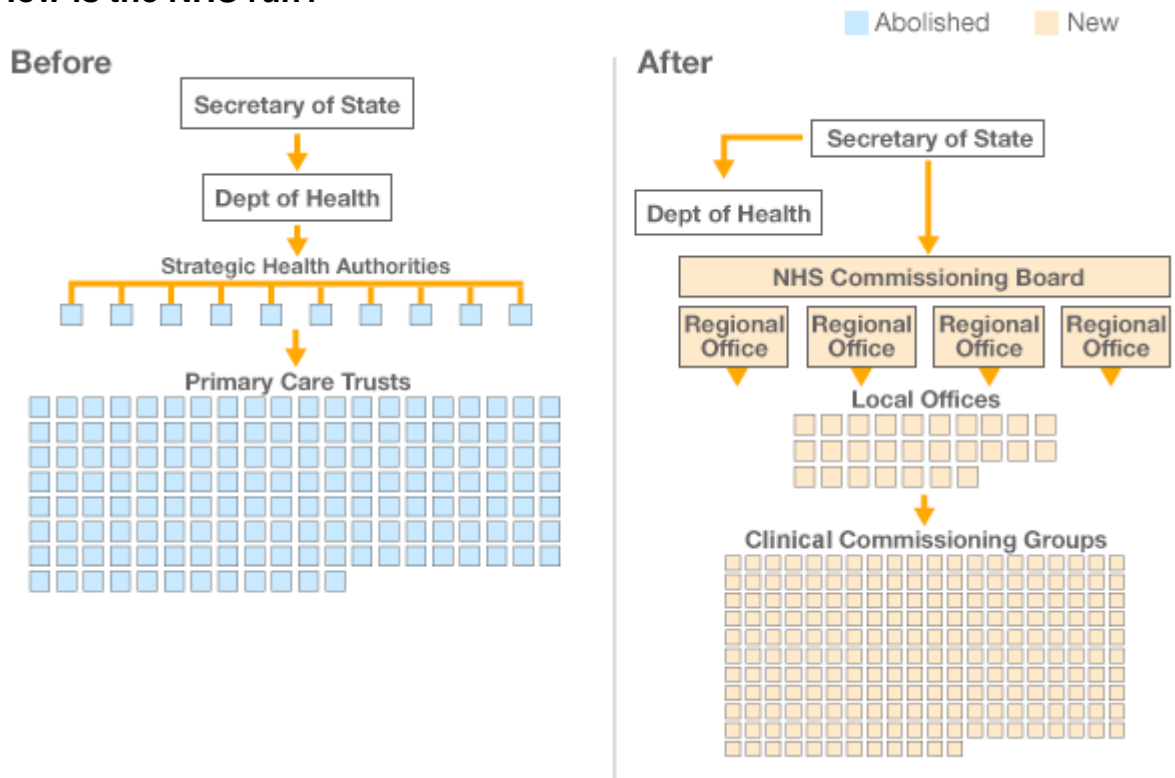 Abolished New
Before
Secretary of State
Dept of Health
Strategic Health Authorities
Primary Care Trusts
After
Secretary of State
Dept of Health
NHS Commissioning Board
Regional Office
Regional Office
Regional Office
Regional Office
Local Offices
Clinical Commissioning Groups